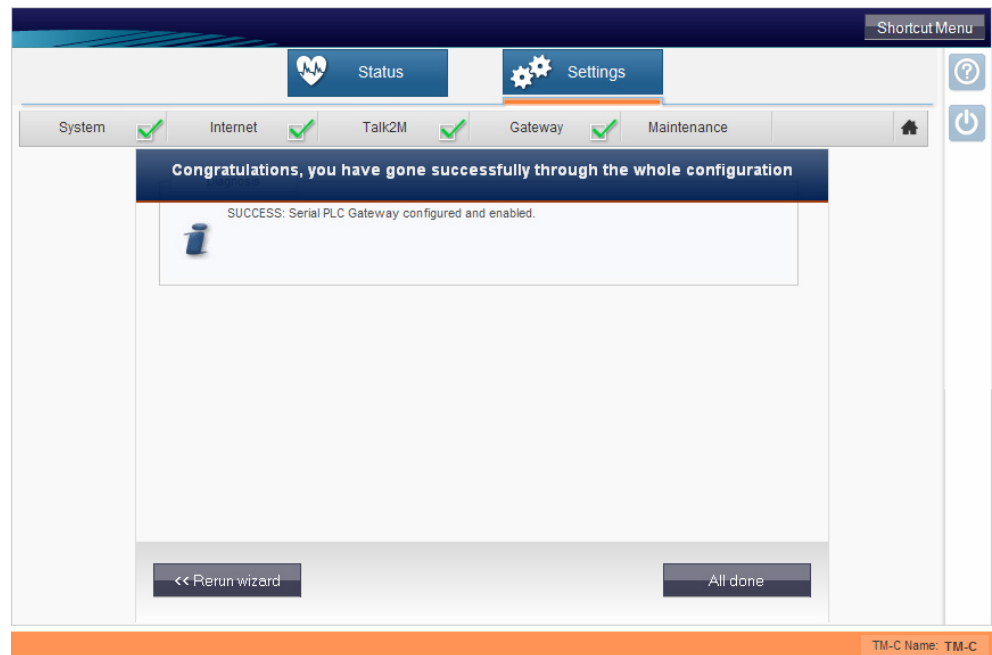 Shortcut Menu
Status
Settings
System
Internet
Talk2M
Gateway
Maintenance
Congratulations, you have gone successfully through the whole configuration
Diagnosis
SUCCESS: Serial PLC Gateway configured and enabled.
<< Rerun wizard
All done
TM-C Name: TM-C